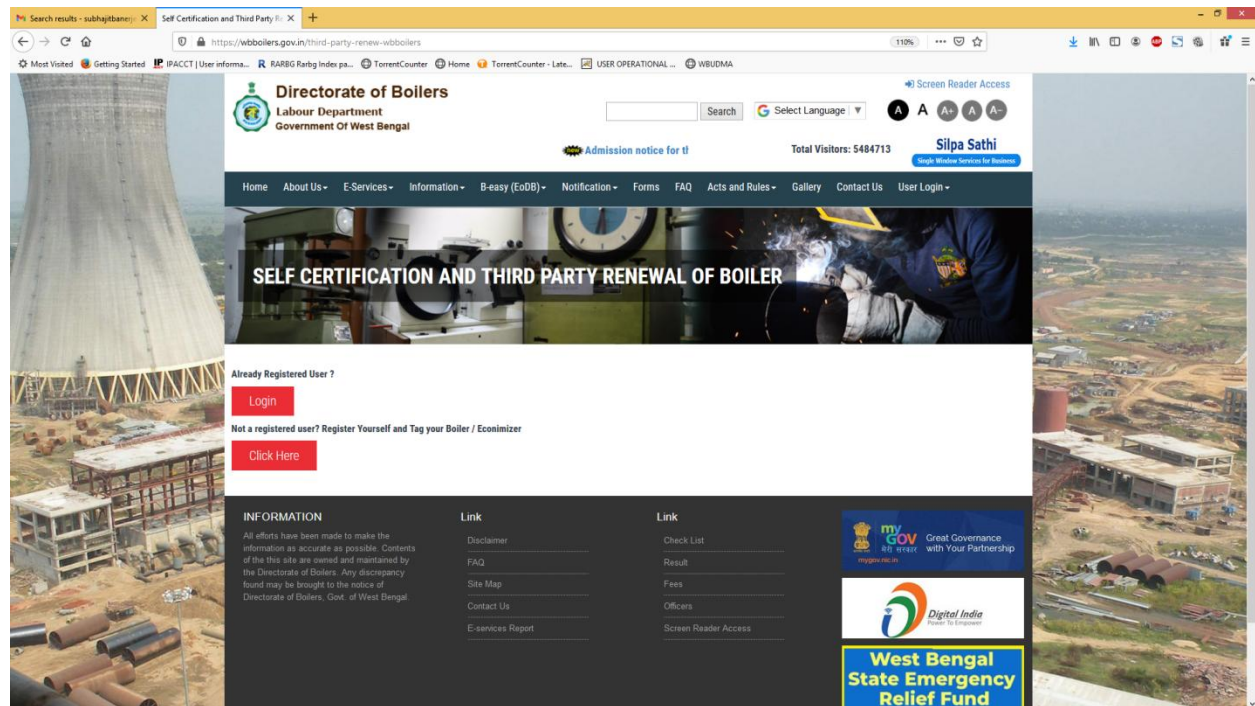 Search results - subhajitbanerje
Self Certification and Third Party Re
https://wbboilers.gov.in/third-party-renew-wbboilers
110%
Most Visited
Getting Started
IPACCT | User informa...
RARBG Rarbg Index pa...
TorrentCounter
Home
TorrentCounter - Late...
USER OPERATIONAL ...
WBUDMA
Directorate of Boilers
Labour Department
Government Of West Bengal
Screen Reader Access
Search
Select Language
A A A+ A A-
new Admission notice for th
Total Visitors: 5484713
Silpa Sathi
Single Window Services for Business
Home About Us E-Services Information B-easy (EoDB) Notification Forms FAQ Acts and Rules Gallery Contact Us User Login
SELF CERTIFICATION AND THIRD PARTY RENEWAL OF BOILER
Already Registered User ?
Login
Not a registered user? Register Yourself and Tag your Boiler / Econimizer
Click Here
INFORMATION
All efforts have been made to make the
information as accurate as possible. Contents
of the this site are owned and maintained by
the Directorate of Boilers. Any discrepancy
found may be brought to the notice of
Directorate of Boilers, Govt. of West Bengal.
Link
Disclaimer
FAQ
Site Map
Contact Us
E-services Report
Link
Check List
Result
Fees
Officers
Screen Reader Access
my
GOV
मेरी सरकार
mygov.nic.in
Great Governance
with Your Partnership
Digital India
Power To Empower
West Bengal
State Emergency
Relief Fund